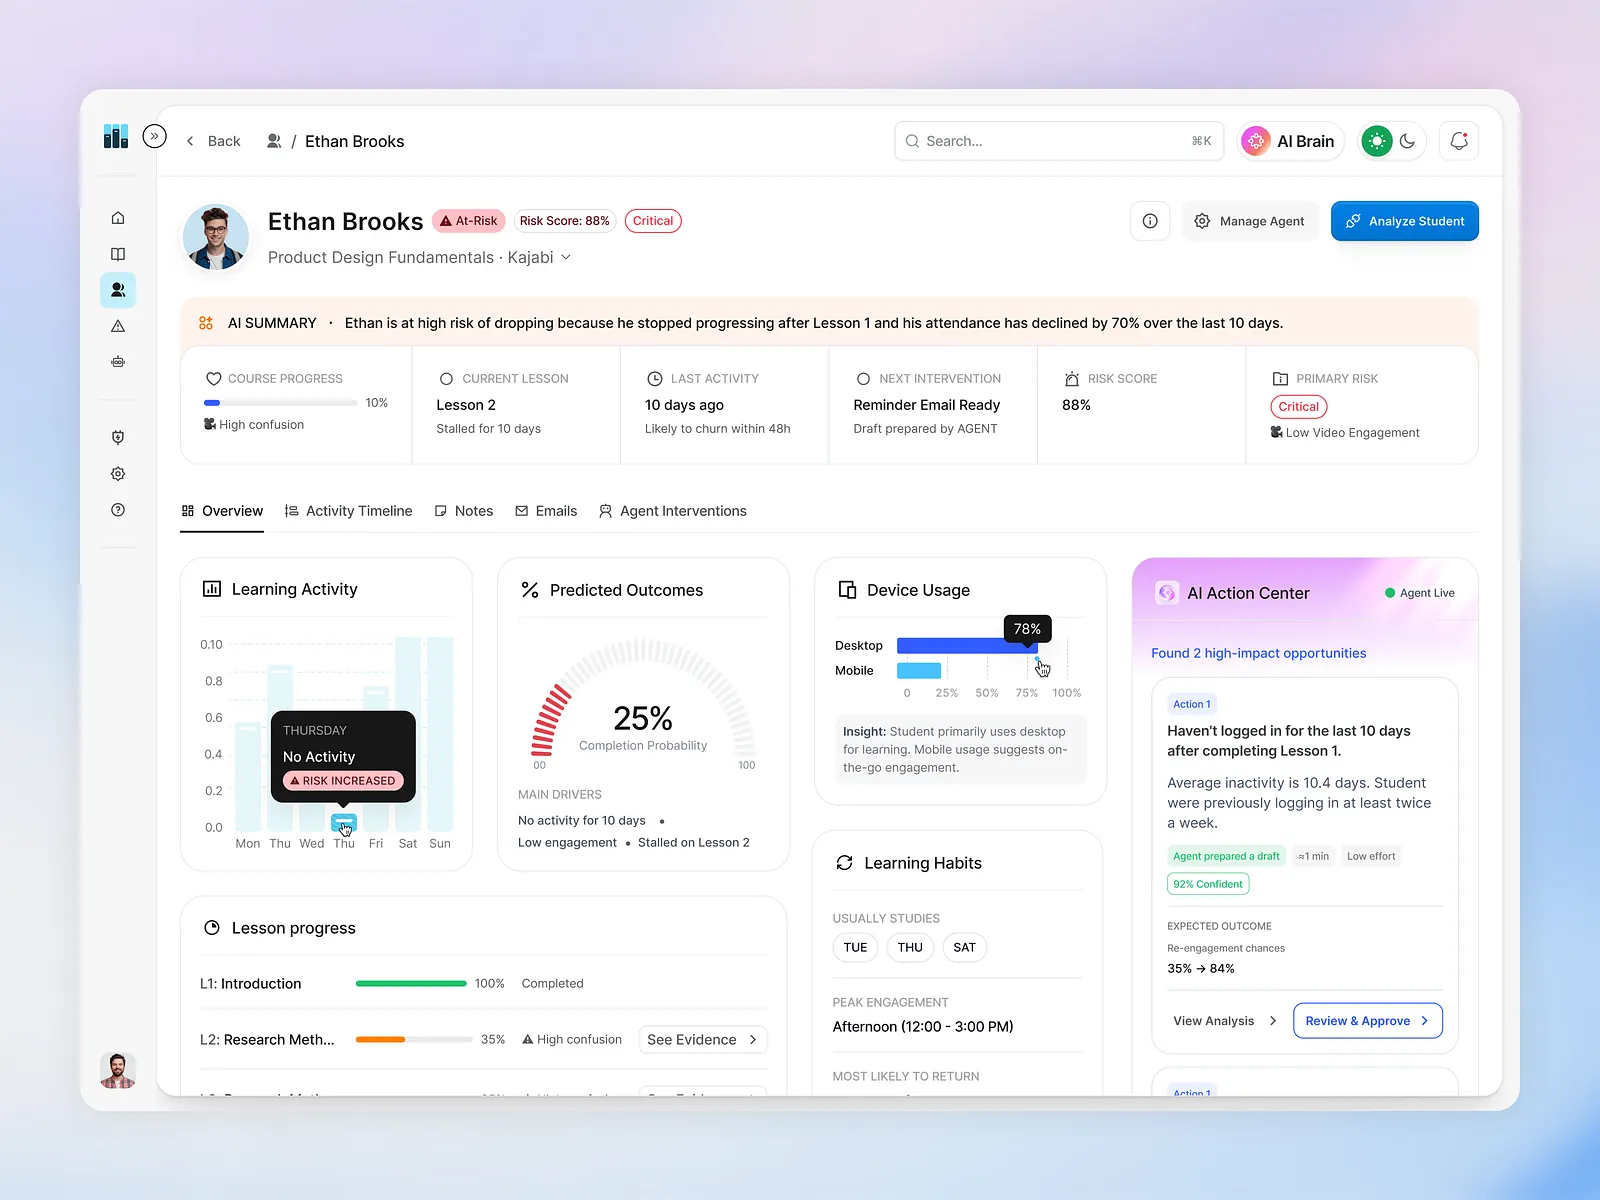 Back
/ Ethan Brooks
Search...
⌘K
AI Brain
Ethan Brooks
At-Risk
Risk Score: 88%
Critical
Product Design Fundamentals · Kajabi
Manage Agent
Analyze Student
AI SUMMARY · Ethan is at high risk of dropping because he stopped progressing after Lesson 1 and his attendance has declined by 70% over the last 10 days.
COURSE PROGRESS
10%
High confusion
CURRENT LESSON
Lesson 2
Stalled for 10 days
LAST ACTIVITY
10 days ago
Likely to churn within 48h
NEXT INTERVENTION
Reminder Email Ready
Draft prepared by AGENT
RISK SCORE
88%
PRIMARY RISK
Critical
Low Video Engagement
Overview
Activity Timeline
Notes
Emails
Agent Interventions
Learning Activity
0.10
0.8
0.6
0.4
0.2
0.0
THURSDAY
No Activity
RISK INCREASED
Mon Thu Wed Thu Fri Sat Sun
Predicted Outcomes
25%
Completion Probability
00
100
MAIN DRIVERS
No activity for 10 days •
Low engagement • Stalled on Lesson 2
Device Usage
78%
Desktop
Mobile
0 25% 50% 75% 100%
Insight: Student primarily uses desktop
for learning. Mobile usage suggests on-
the-go engagement.
Learning Habits
USUALLY STUDIES
TUE
THU
SAT
PEAK ENGAGEMENT
Afternoon (12:00 - 3:00 PM)
MOST LIKELY TO RETURN
Lesson progress
L1: Introduction
100%
Completed
L2: Research Meth...
35%
High confusion
See Evidence
AI Action Center
Agent Live
Found 2 high-impact opportunities
Action 1
Haven't logged in for the last 10 days
after completing Lesson 1.
Average inactivity is 10.4 days. Student
were previously logging in at least twice
a week.
Agent prepared a draft
≈1 min
Low effort
92% Confident
EXPECTED OUTCOME
Re-engagement chances
35% → 84%
View Analysis
Review & Approve
Action 1